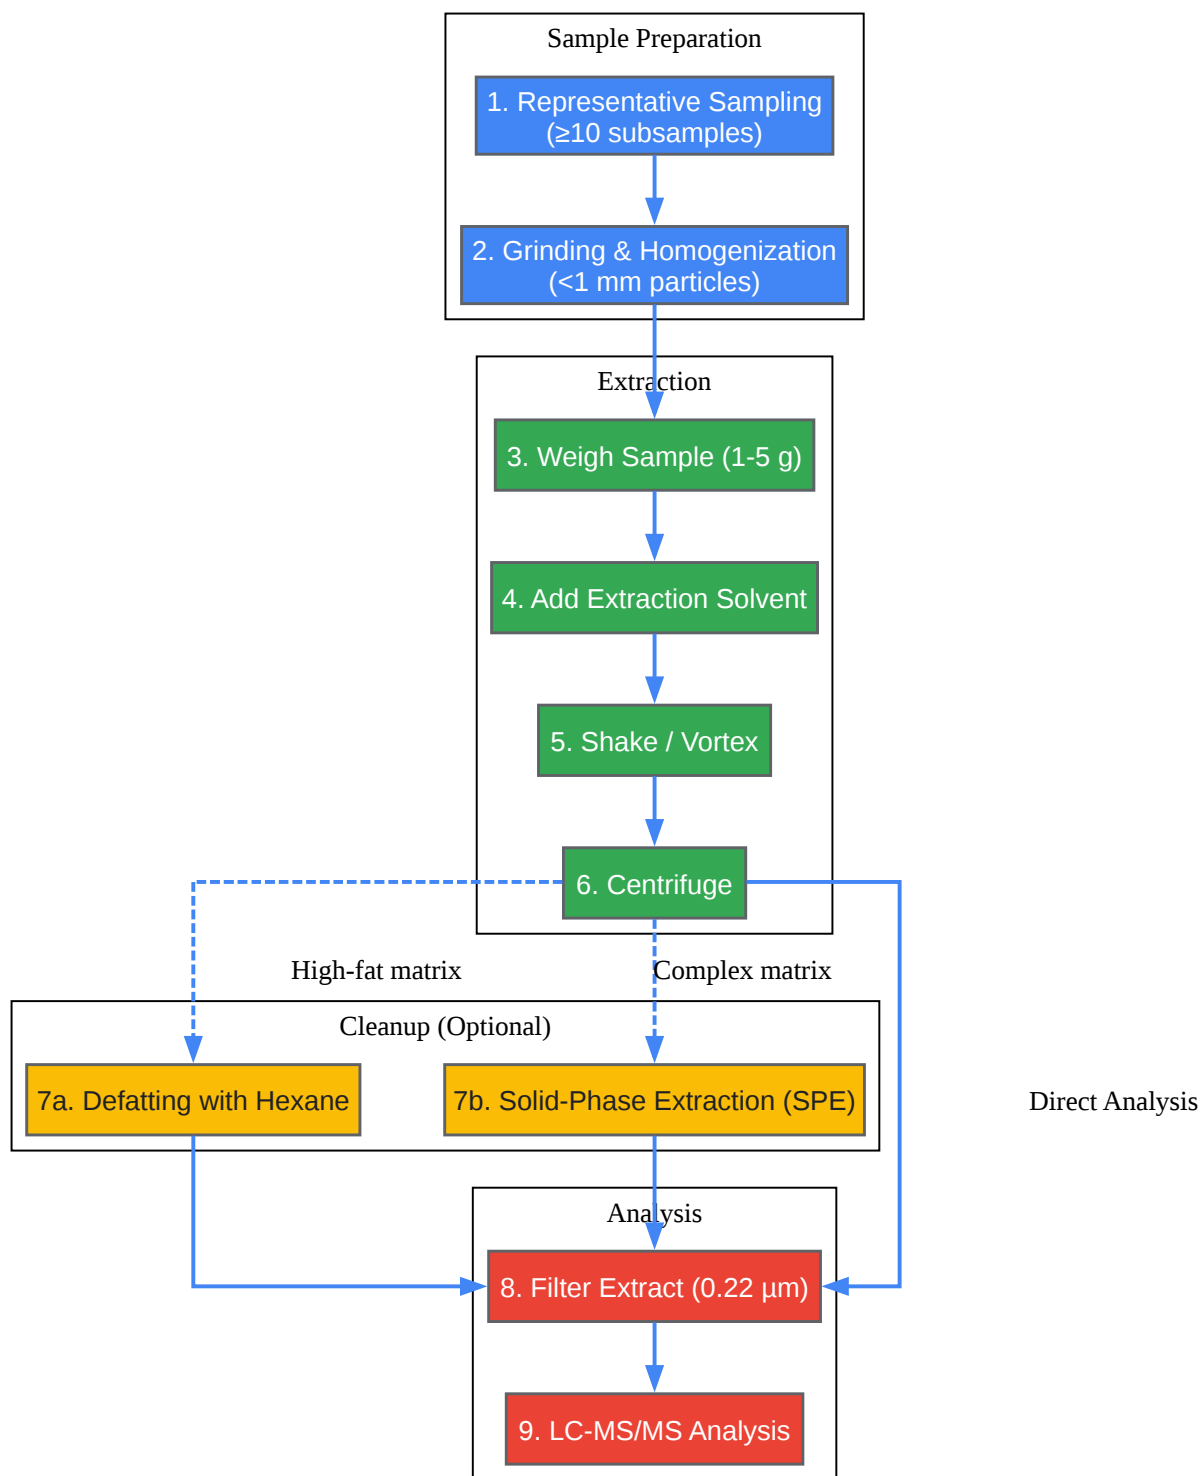 Sample Preparation
1. Representative Sampling
(≥10 subsamples)
2. Grinding & Homogenization
(<1 mm particles)
Extraction
3. Weigh Sample (1-5 g)
4. Add Extraction Solvent
5. Shake / Vortex
6. Centrifuge
High-fat matrix
Complex matrix
Cleanup (Optional)
7a. Defatting with Hexane
7b. Solid-Phase Extraction (SPE)
Direct Analysis
Analysis
8. Filter Extract (0.22 µm)
9. LC-MS/MS Analysis